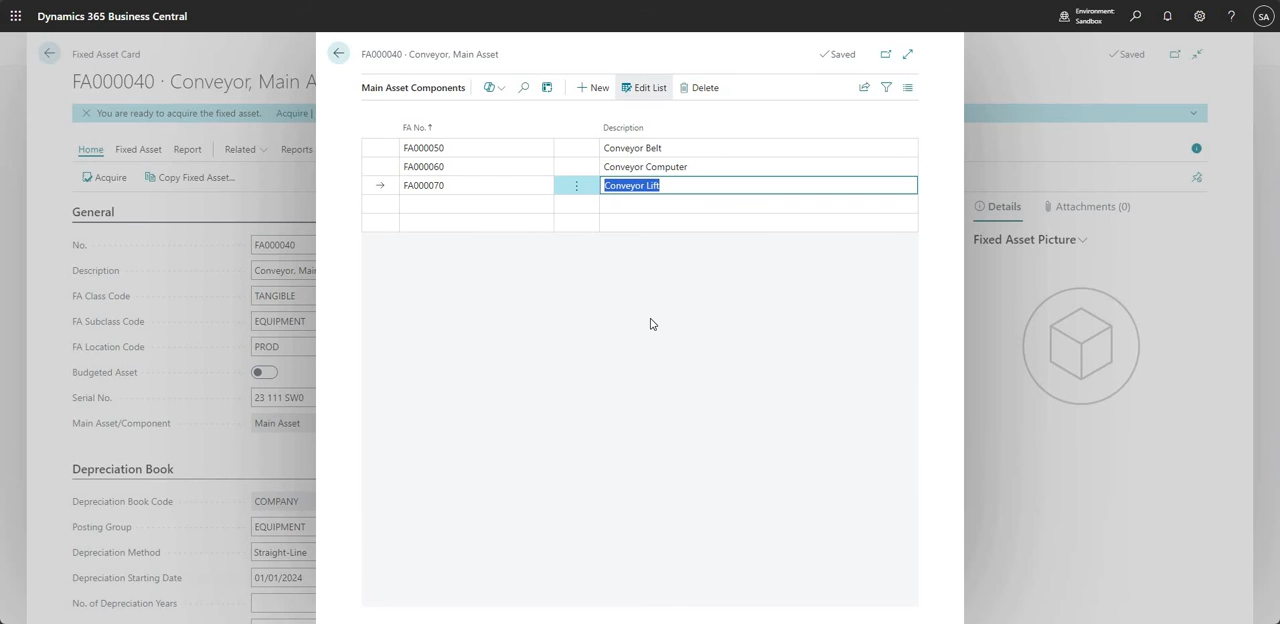 Dynamics 365 Business Central
Environment:
Sandbox
?
SA
Fixed Asset Card
FA000040 · Conveyor, Main A
Saved
You are ready to acquire the fixed asset. Acquire |
Home Fixed Asset Report Related Reports
Acquire Copy Fixed Asset...
General
No. FA000040
Description Conveyor, Mai
FA Class Code TANGIBLE
FA Subclass Code EQUIPMENT
FA Location Code PROD
Budgeted Asset
Serial No. 23 111 SW0
Main Asset/Component Main Asset
Depreciation Book
Depreciation Book Code COMPANY
Posting Group EQUIPMENT
Depreciation Method Straight-Line
Depreciation Starting Date 01/01/2024
No. of Depreciation Years
FA000040 · Conveyor, Main Asset
Saved
Main Asset Components New Edit List Delete
FA No. ↑ Description
FA000050 Conveyor Belt
FA000060 Conveyor Computer
FA000070 Conveyor Lift
Details Attachments (0)
Fixed Asset Picture